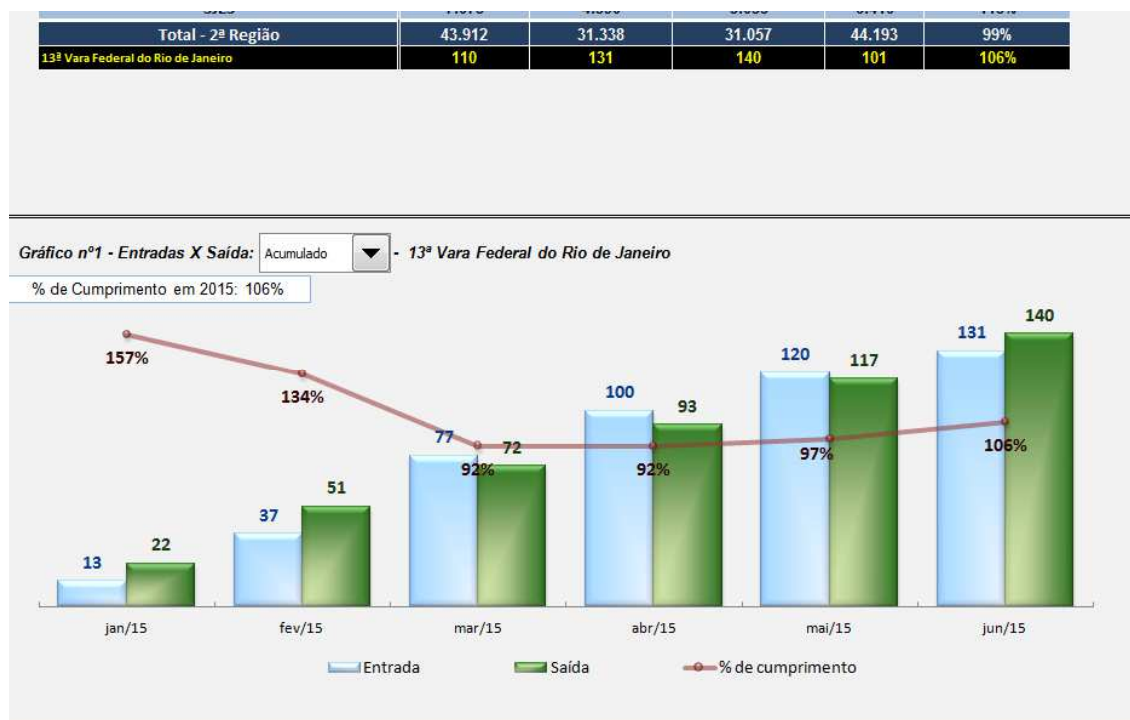 Total - 2ª Região 43.912 31.338 31.057 44.193 99%
13ª Vara Federal do Rio de Janeiro 110 131 140 101 106%
Gráfico nº1 - Entradas X Saída: Acumulado - 13ª Vara Federal do Rio de Janeiro
% de Cumprimento em 2015: 106%
157%
134%
92%
92%
97%
106%
13 22
37 51
77 72
100 93
120 117
131 140
jan/15 fev/15 mar/15 abr/15 mai/15 jun/15
Entrada Saída % de cumprimento